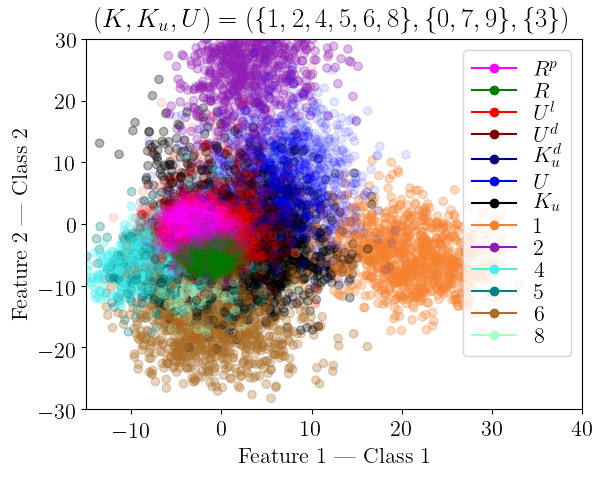 (K, K_u, U) = ({1, 2, 4, 5, 6, 8}, {0, 7, 9}, {3})
30
20
10
0
−10
−20
−30
Feature 2 — Class 2
R^p
R
U^l
U^d
K_u^d
U
K_u
1
2
4
5
6
8
−10
0
10
20
30
40
Feature 1 — Class 1